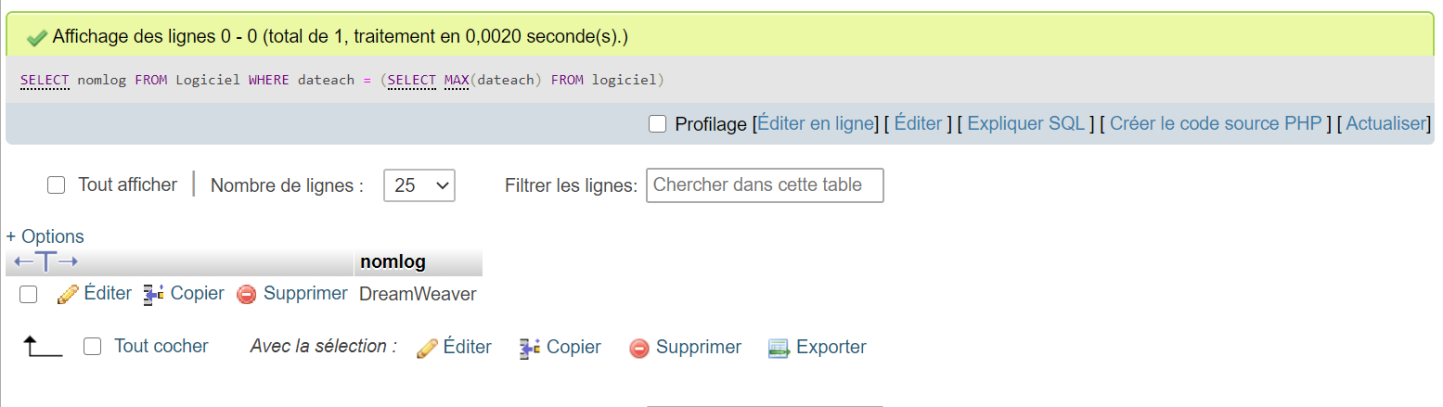 Affichage des lignes 0 - 0 (total de 1, traitement en 0,0020 seconde(s).)
SELECT nomlog FROM Logiciel WHERE dateach = (SELECT MAX(dateach) FROM logiciel)
Profilage [Éditer en ligne] [ Éditer ] [ Expliquer SQL ] [ Créer le code source PHP ] [ Actualiser]
Tout afficher | Nombre de lignes : 25 Filtrer les lignes: Chercher dans cette table
+ Options
←T→ nomlog
Éditer Copier Supprimer DreamWeaver
Tout cocher Avec la sélection : Éditer Copier Supprimer Exporter